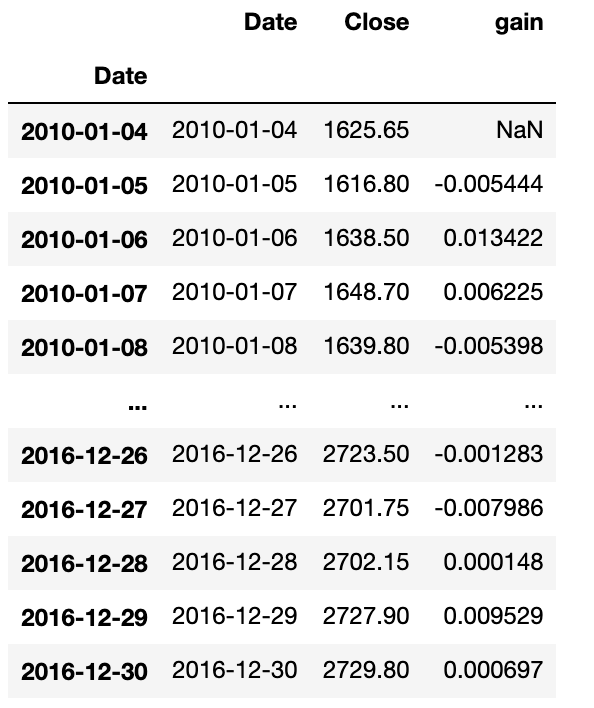 Date Close gain
Date
2010-01-04 2010-01-04 1625.65 NaN
2010-01-05 2010-01-05 1616.80 -0.005444
2010-01-06 2010-01-06 1638.50 0.013422
2010-01-07 2010-01-07 1648.70 0.006225
2010-01-08 2010-01-08 1639.80 -0.005398
... ... ... ...
2016-12-26 2016-12-26 2723.50 -0.001283
2016-12-27 2016-12-27 2701.75 -0.007986
2016-12-28 2016-12-28 2702.15 0.000148
2016-12-29 2016-12-29 2727.90 0.009529
2016-12-30 2016-12-30 2729.80 0.000697